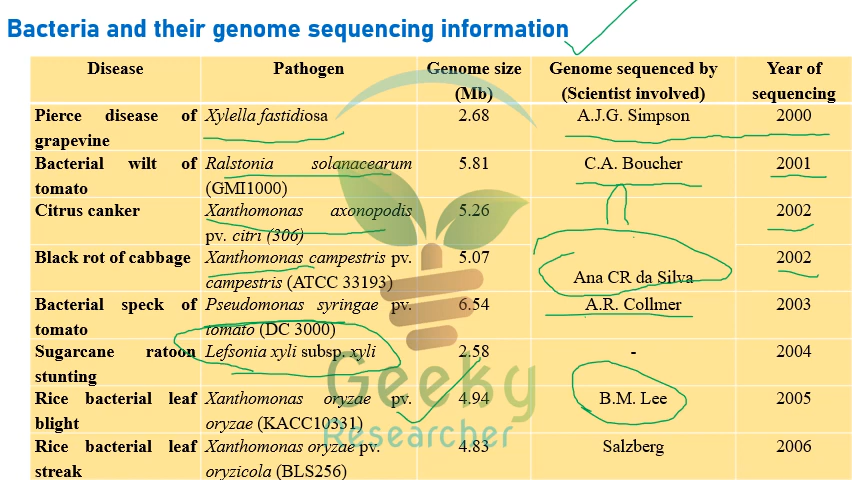 Bacteria and their genome sequencing information
Disease Pathogen Genome size (Mb) Genome sequenced by (Scientist involved) Year of sequencing
Pierce disease of grapevine Xylella fastidiosa 2.68 A.J.G. Simpson 2000
Bacterial wilt of tomato Ralstonia solanacearum (GMI1000) 5.81 C.A. Boucher 2001
Citrus canker Xanthomonas axonopodis pv. citri (306) 5.26 2002
Black rot of cabbage Xanthomonas campestris pv. campestris (ATCC 33193) 5.07 Ana CR da Silva 2002
Bacterial speck of tomato Pseudomonas syringae pv. tomato (DC 3000) 6.54 A.R. Collmer 2003
Sugarcane ratoon stunting Lefsonia xyli subsp. xyli 2.58 - 2004
Rice bacterial leaf blight Xanthomonas oryzae pv. oryzae (KACC10331) 4.94 B.M. Lee 2005
Rice bacterial leaf streak Xanthomonas oryzae pv. oryzicola (BLS256) 4.83 Salzberg 2006
Geeky
Researcher